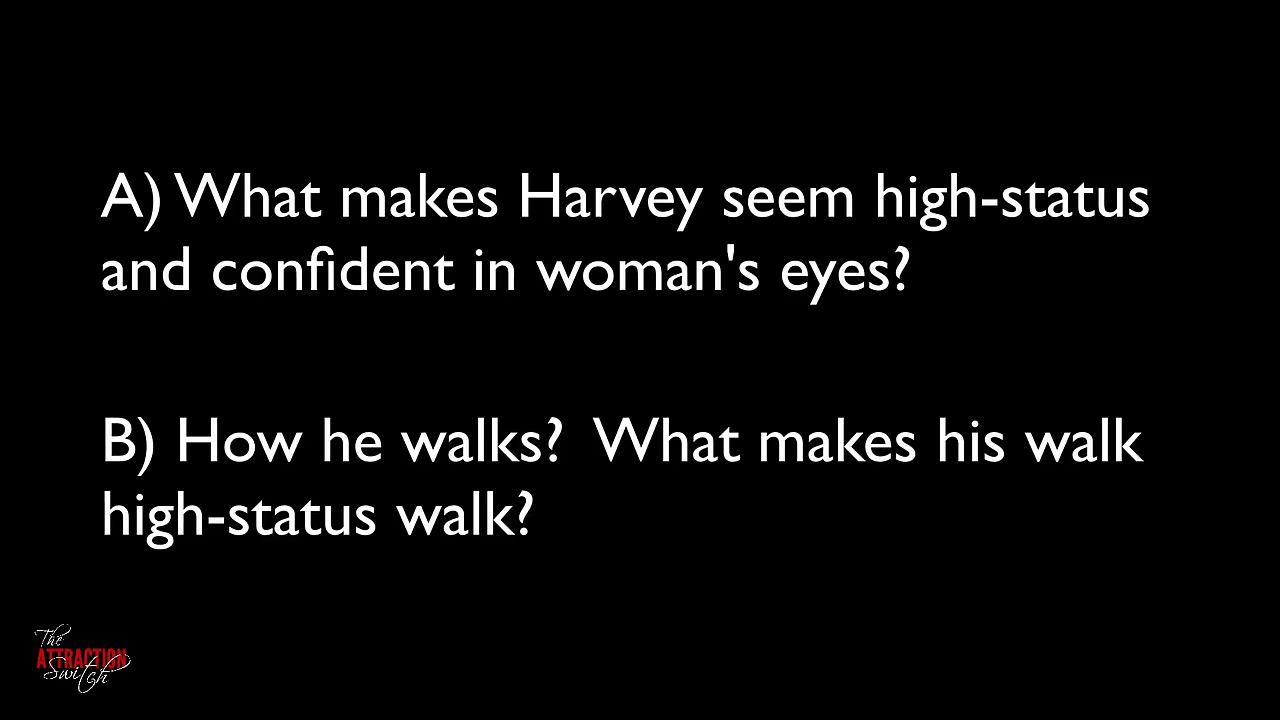 A) What makes Harvey seem high-status
and confident in woman's eyes?
B) How he walks?  What makes his walk
high-status walk?
The
ATTRACTION
Switch